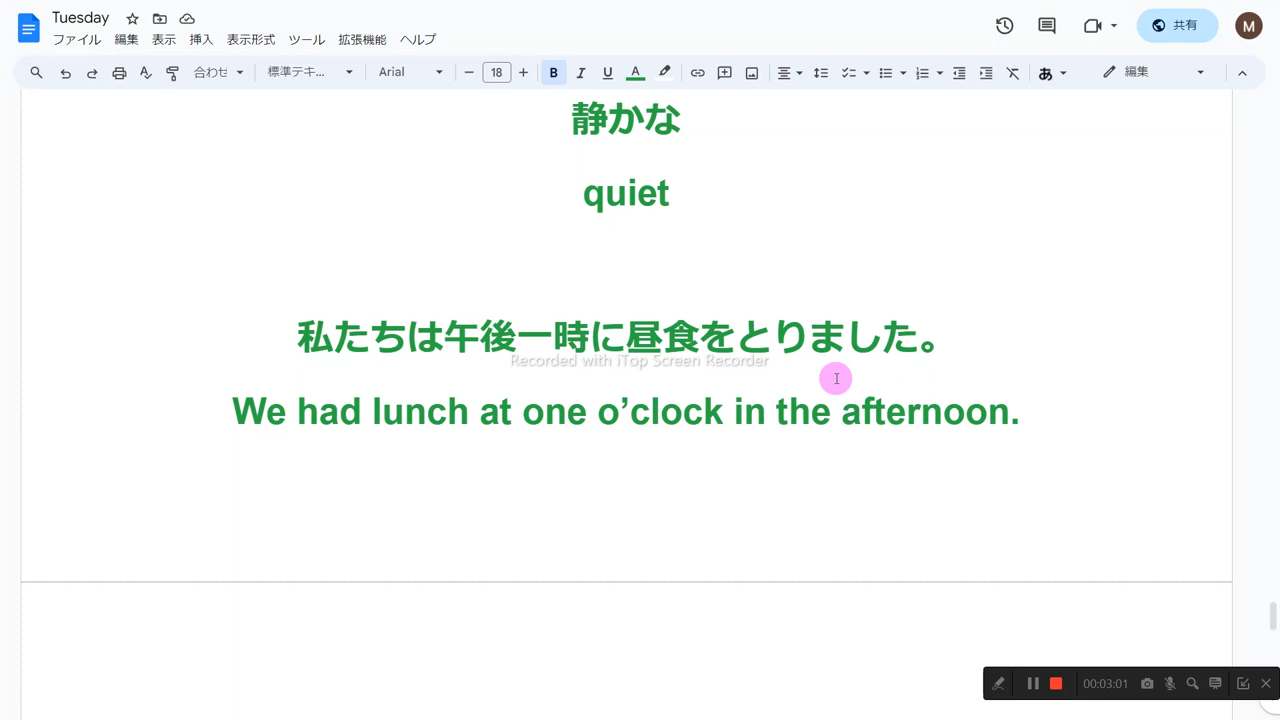 Tuesday
共有
M
ファイル 編集 表示 挿入 表示形式 ツール 拡張機能 ヘルプ
合わせ 標準テキ... Arial 18 B I U A あ 編集
静かな
quiet
私たちは午後一時に昼食をとりました。
Recorded with iTop Screen Recorder
We had lunch at one o’clock in the afternoon.
00:03:01